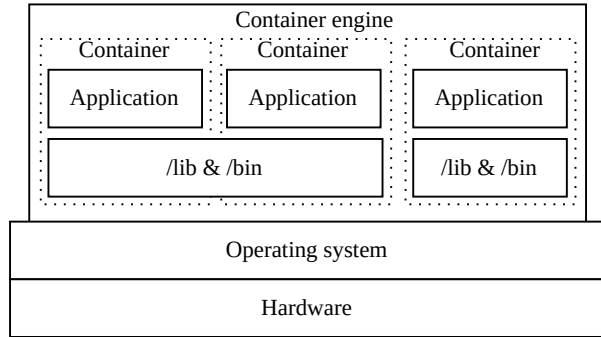 Container engine
Container
Container
Container
Application
Application
Application
/lib & /bin
/lib & /bin
Operating system
Hardware